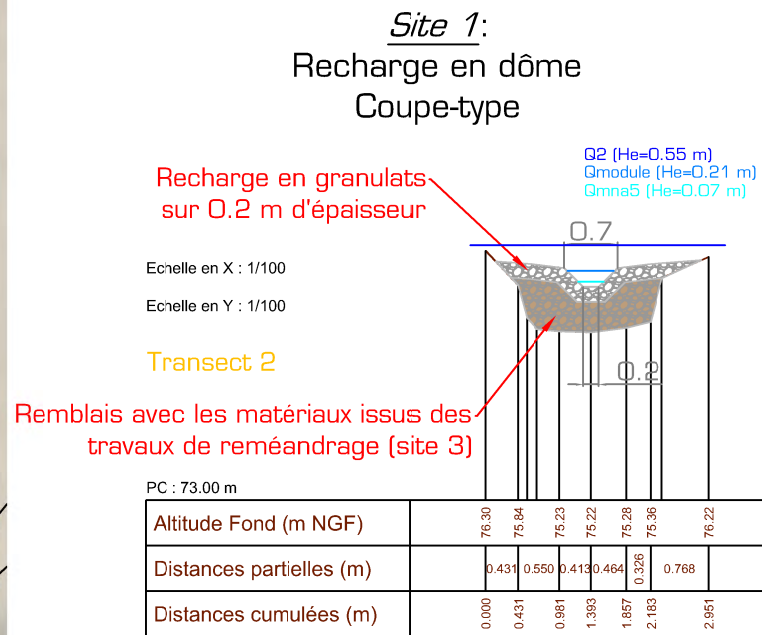 Site 1:
Recharge en dôme
Coupe-type
Q2 (He=0.55 m)
Qmodule (He=0.21 m)
Qmna5 (He=0.07 m)
Recharge en granulats
sur 0.2 m d'épaisseur
0.7
Echelle en X : 1/100
Echelle en Y : 1/100
Transect 2
0.2
Remblais avec les matériaux issus des
travaux de reméandrage (site 3)
PC : 73.00 m
Altitude Fond (m NGF) 76.30 75.84 75.23 75.22 75.28 75.36 76.22
Distances partielles (m) 0.431 0.550 0.413 0.464 0.326 0.768
Distances cumulées (m) 0.000 0.431 0.981 1.393 1.857 2.183 2.951